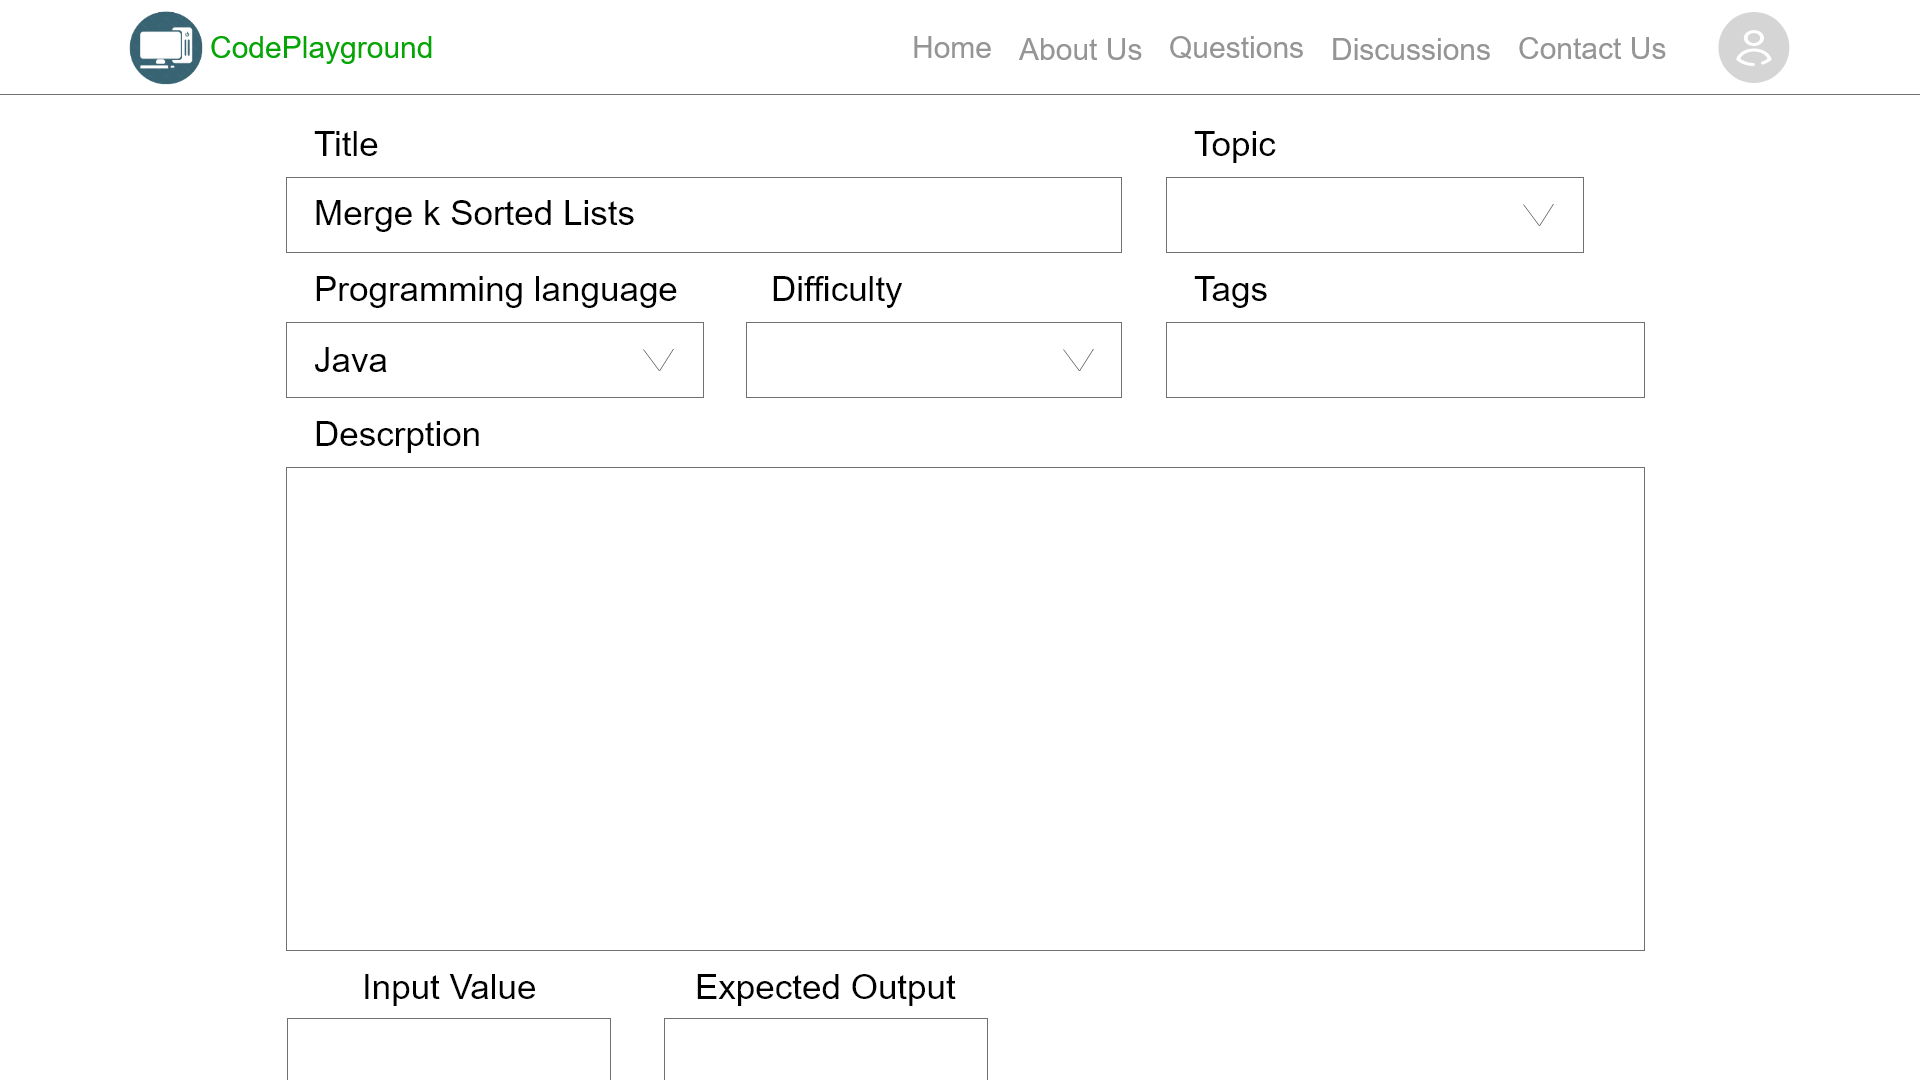 CodePlayground
Home About Us Questions Discussions Contact Us
Title Topic
Merge k Sorted Lists
Programming language Difficulty Tags
Java
Descrption
Input Value Expected Output